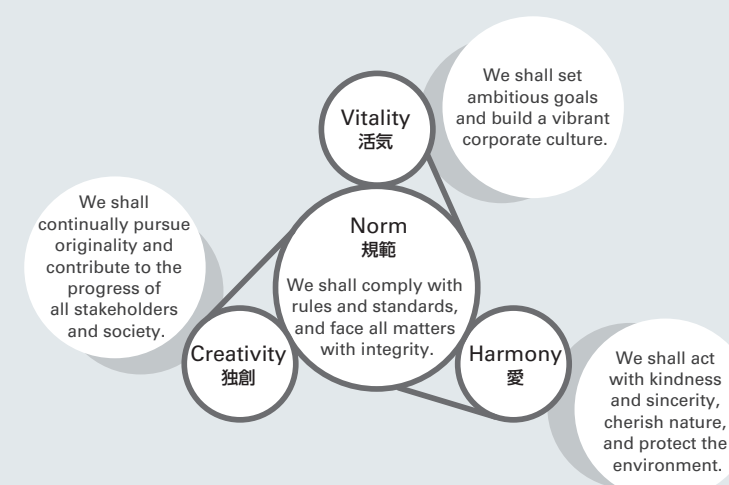 Vitality
活気
We shall set
ambitious goals
and build a vibrant
corporate culture.
Norm
規範
We shall comply with
rules and standards,
and face all matters
with integrity.
We shall
continually pursue
originality and
contribute to the
progress of
all stakeholders
and society.
Creativity
独創
Harmony
愛
We shall act
with kindness
and sincerity,
cherish nature,
and protect the
environment.